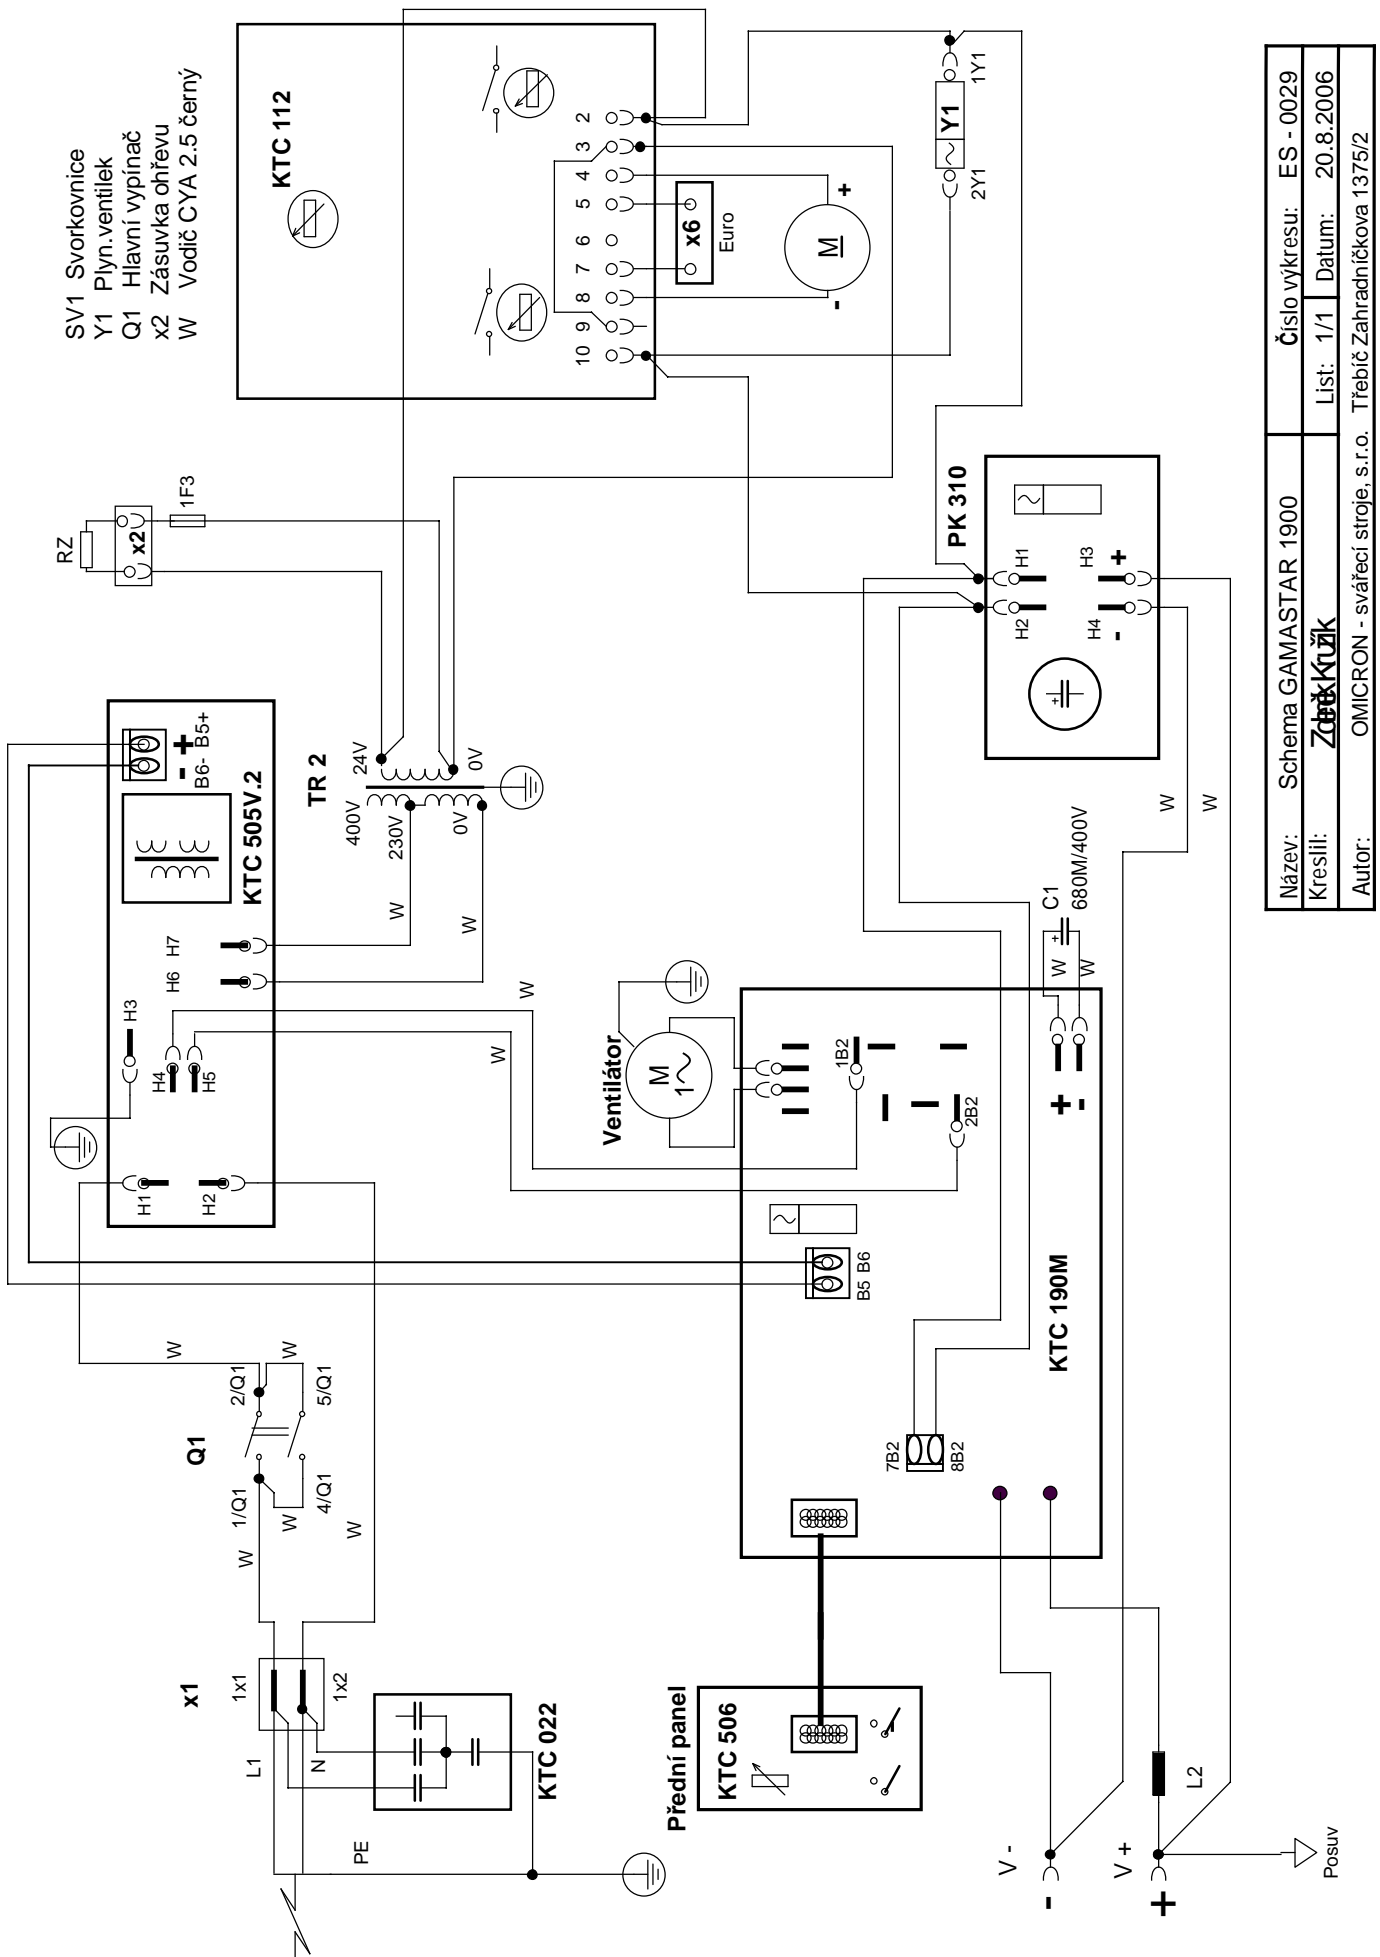 SV1 Svorkovnice
Y1 Plyn.ventilek
Q1 Hlavní vypínač
x2 Zásuvka ohřevu
W Vodič CYA 2.5 černý
KTC 112
10 9 8 7 6 5 4 3 2
x6
Euro
M
- +
Y1
2Y1 1Y1
RZ
x2
1F3
KTC 505V.2
B6- B5+
- +
H1
H2
H3
H4
H5
H6 H7
TR 2
400V
230V
0V
24V
0V
W
W
W
W
Q1
1/Q1 2/Q1
4/Q1 5/Q1
W
W
W
W
W
x1
1x1
1x2
L1
N
PE
KTC 022
Ventilátor
M
1
1B2
2B2
B5 B6
KTC 190M
7B2
8B2
+
-
C1
680M/400V
+
W
W
PK 310
H2 H1
H4 H3
- +
+
W
W
Přední panel
KTC 506
V -
-
V +
+
L2
Posuv
Název: Schema GAMASTAR 1900 Číslo výkresu: ES - 0029
Kreslil: List: 1/1 Datum: 20.8.2006
Autor: OMICRON - svářecí stroje, s.r.o. Třebíč Zahradníčkova 1375/2